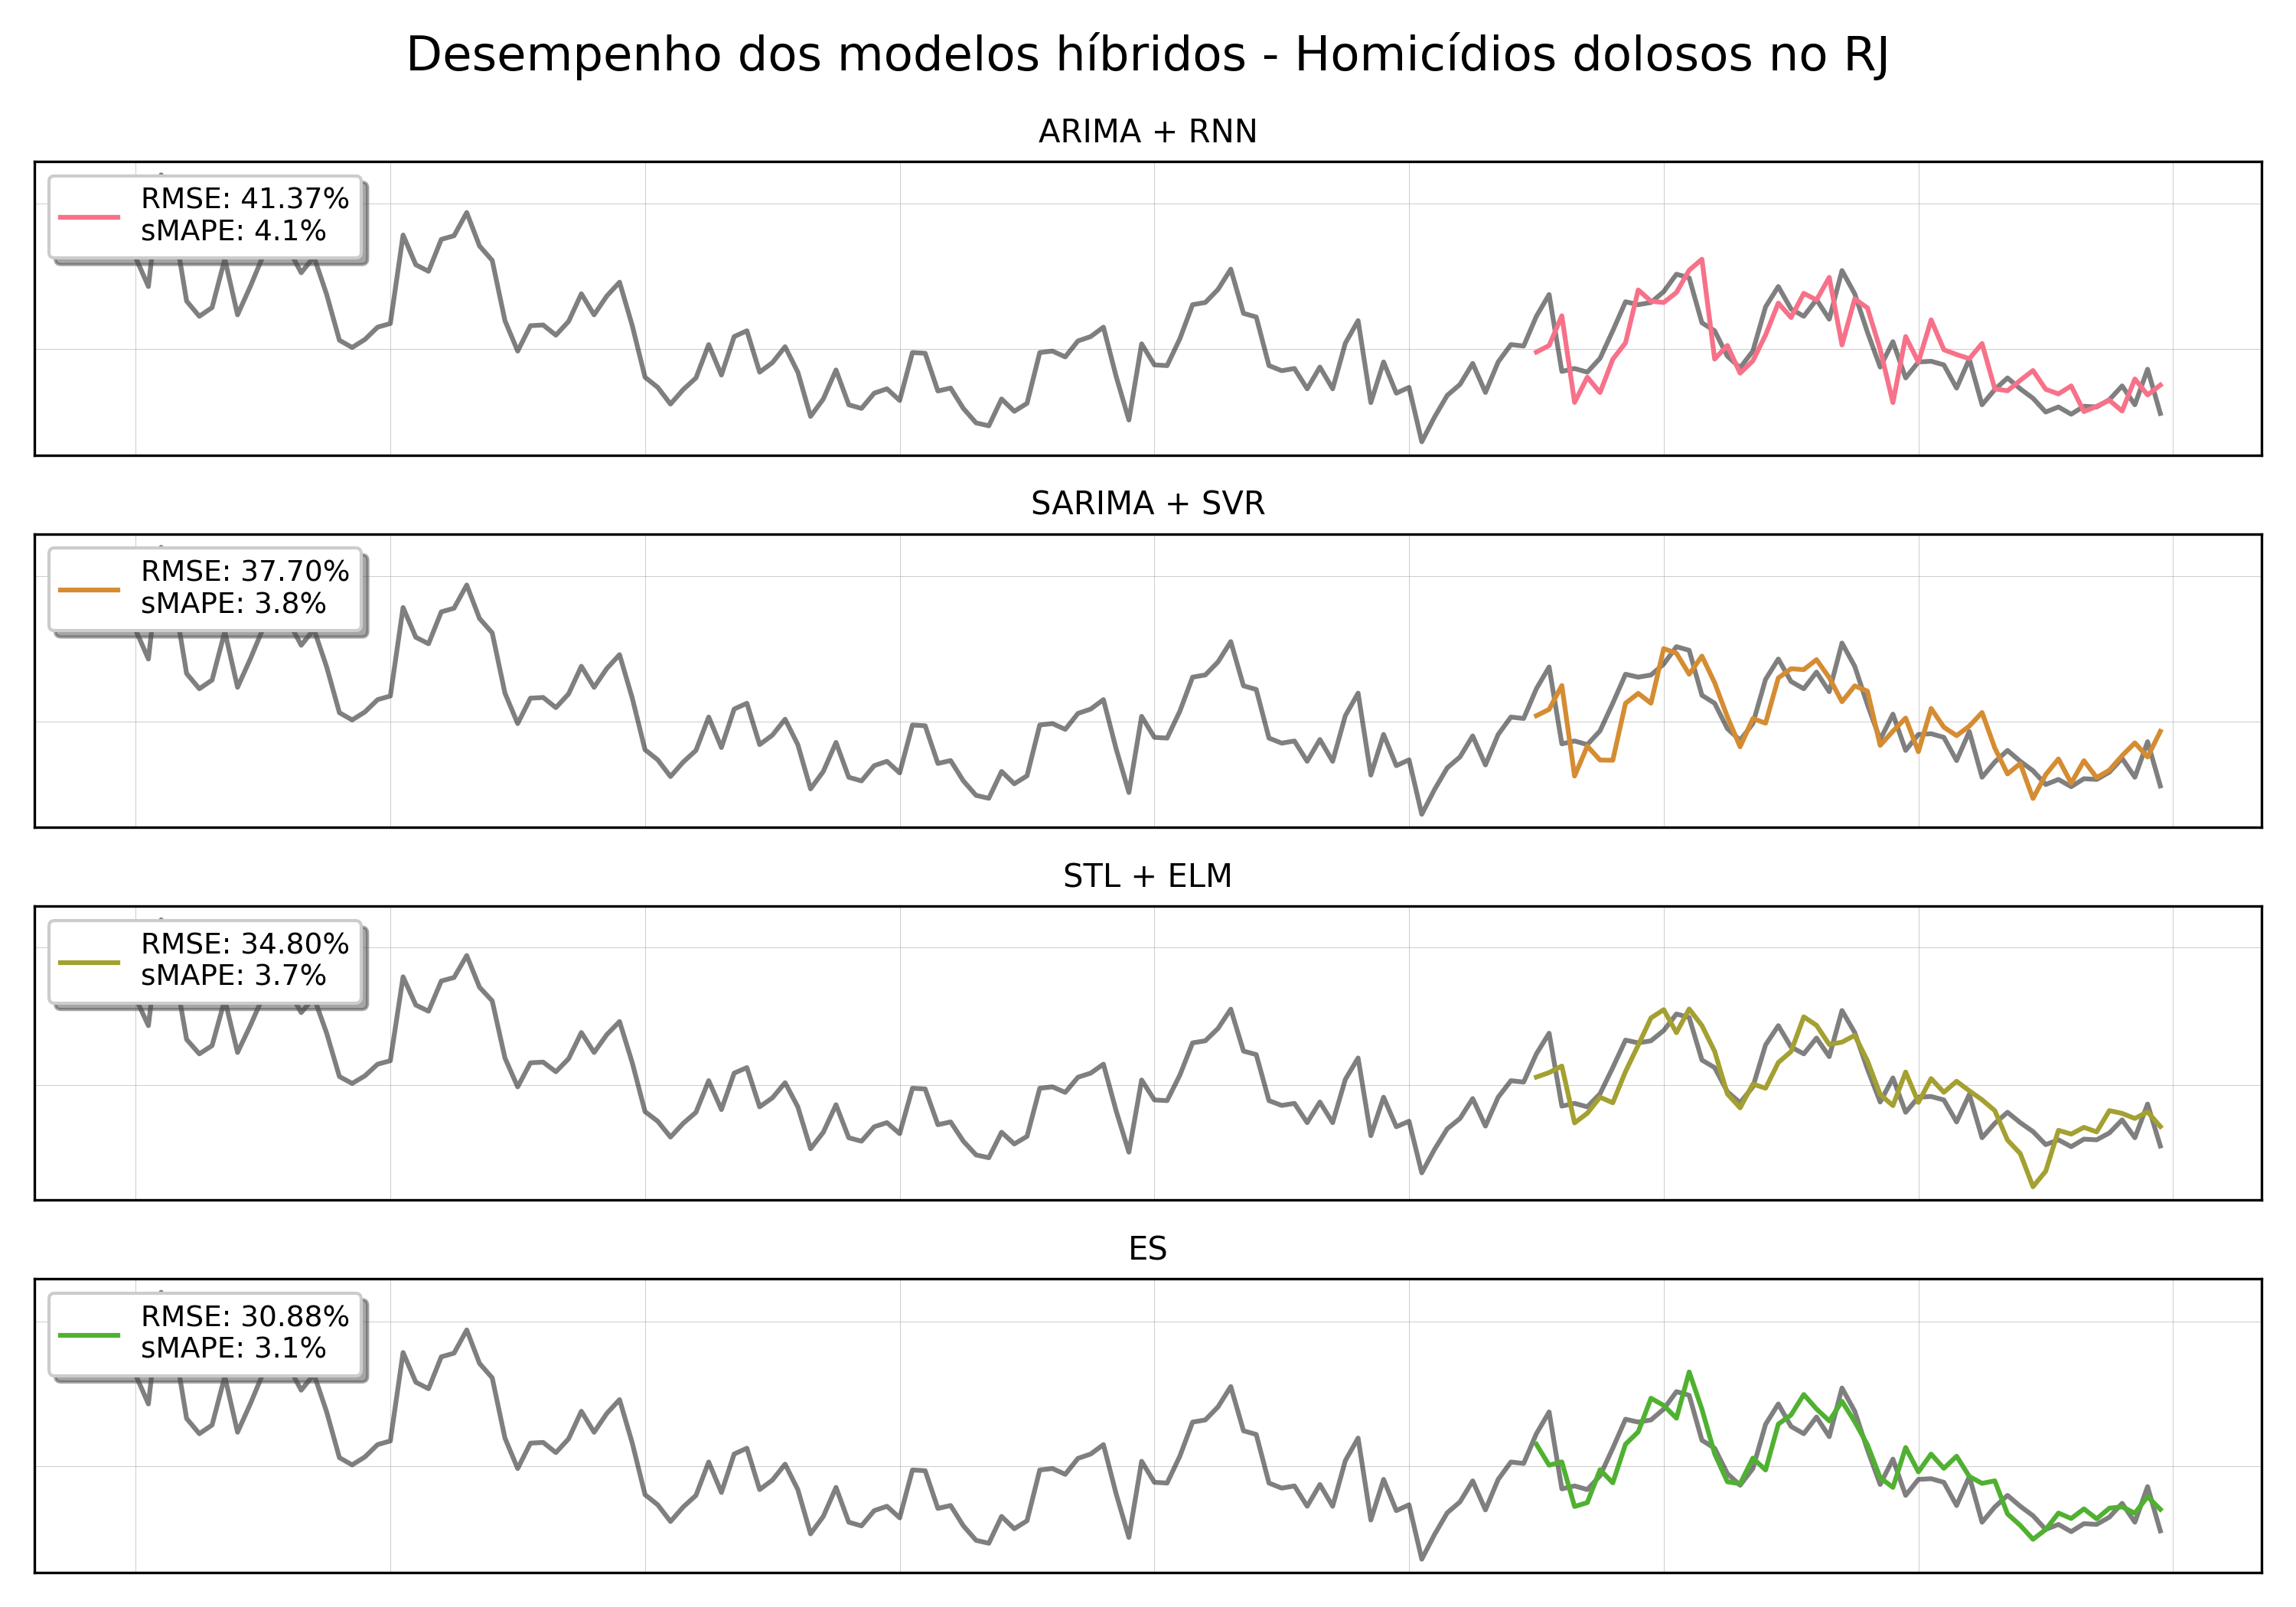 Desempenho dos modelos híbridos - Homicídios dolosos no RJ
ARIMA + RNN
RMSE: 41.37%
sMAPE: 4.1%
SARIMA + SVR
RMSE: 37.70%
sMAPE: 3.8%
STL + ELM
RMSE: 34.80%
sMAPE: 3.7%
ES
RMSE: 30.88%
sMAPE: 3.1%